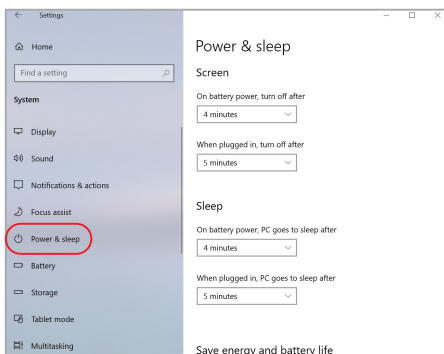 Settings
Home
Find a setting
System
Display
Sound
Notifications & actions
Focus assist
Power & sleep
Battery
Storage
Tablet mode
Multitasking
Power & sleep
Screen
On battery power, turn off after
4 minutes
When plugged in, turn off after
5 minutes
Sleep
On battery power, PC goes to sleep after
4 minutes
When plugged in, PC goes to sleep after
5 minutes
Save energy and battery life